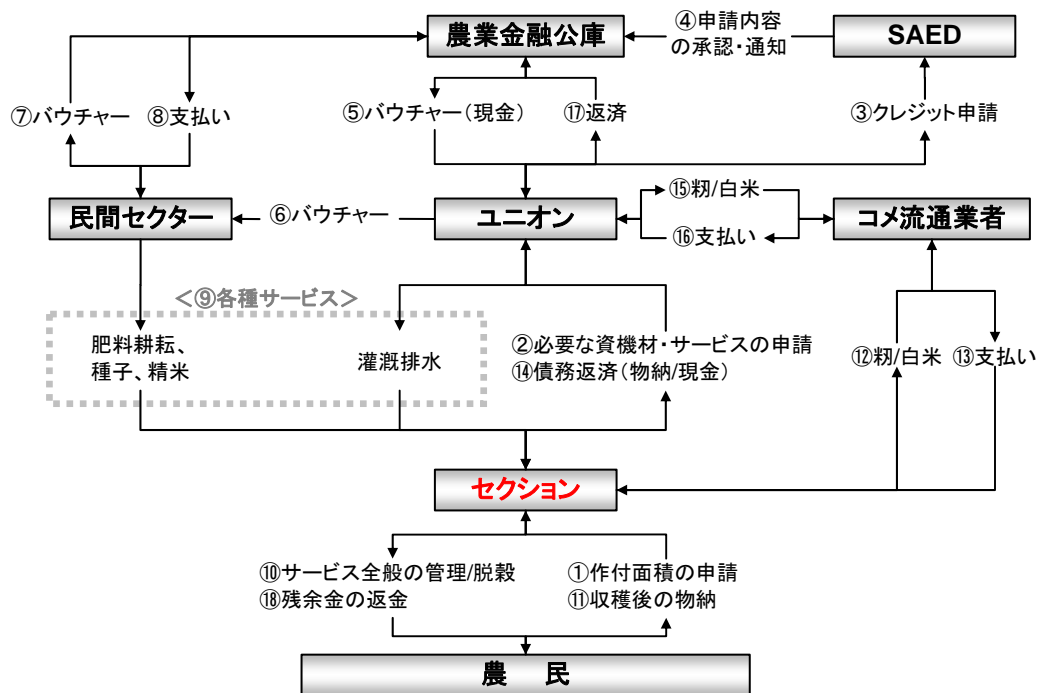 農業金融公庫
④申請内容
の承認・通知
SAED
⑦バウチャー
⑧支払い
⑤バウチャー(現金)
⑰返済
③クレジット申請
民間セクター
⑥バウチャー
ユニオン
⑮籾/白米
⑯支払い
コメ流通業者
<⑨各種サービス>
肥料耕耘、
種子、精米
灌漑排水
②必要な資機材・サービスの申請
⑭債務返済(物納/現金)
⑫籾/白米
⑬支払い
セクション
⑩サービス全般の管理/脱穀
⑱残余金の返金
①作付面積の申請
⑪収穫後の物納
農 民